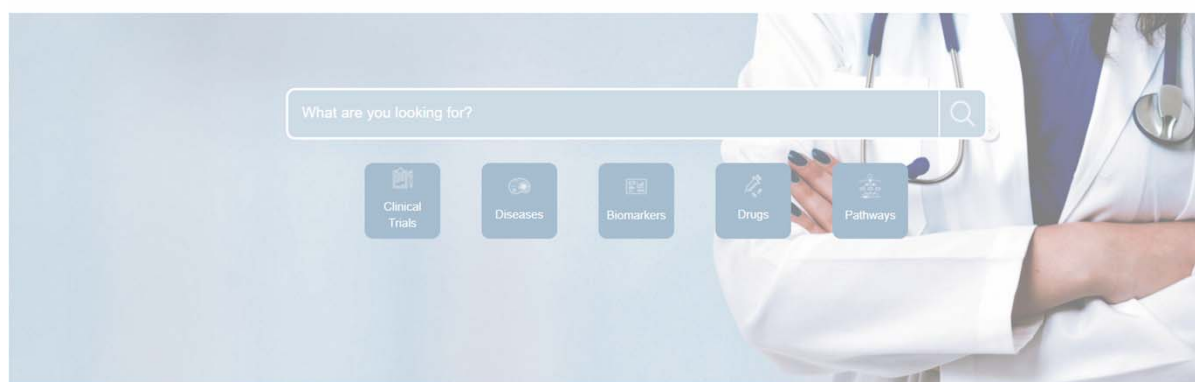 What are you looking for?
Clinical
Trials
Diseases
Biomarkers
Drugs
Pathways